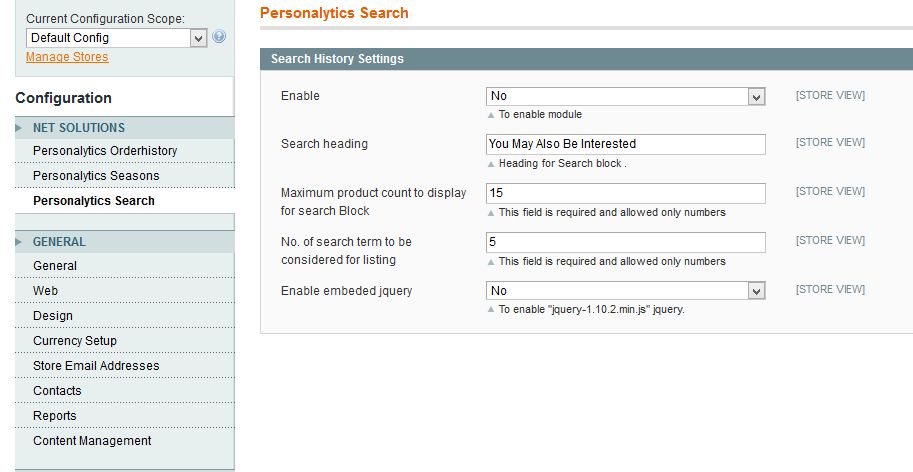 Current Configuration Scope:
Default Config
Manage Stores
Configuration
NET SOLUTIONS
Personalytics Orderhistory
Personalytics Seasons
Personalytics Search
GENERAL
General
Web
Design
Currency Setup
Store Email Addresses
Contacts
Reports
Content Management
Personalytics Search
Search History Settings
Enable No [STORE VIEW]
To enable module
Search heading You May Also Be Interested [STORE VIEW]
Heading for Search block .
Maximum product count to display 15 [STORE VIEW]
for search Block This field is required and allowed only numbers
No. of search term to be 5 [STORE VIEW]
considered for listing This field is required and allowed only numbers
Enable embeded jquery No [STORE VIEW]
To enable "jquery-1.10.2.min.js" jquery.